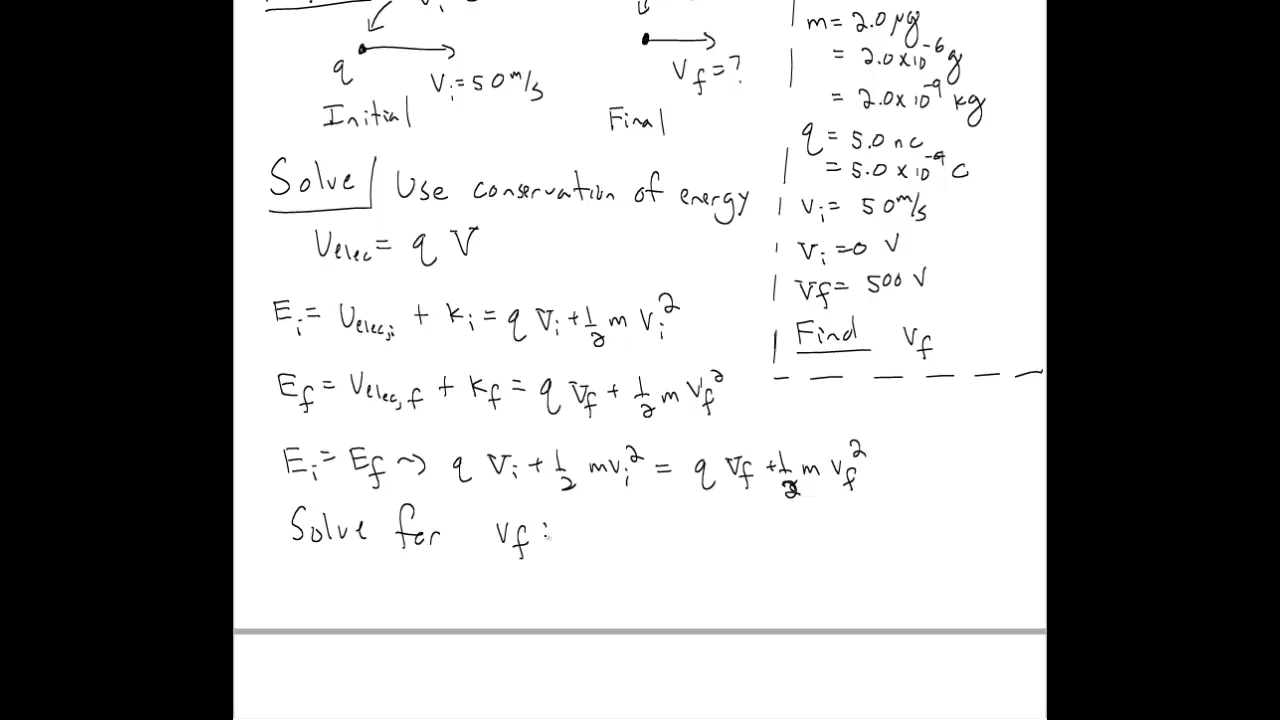 q
Vi = 50 m/s
Vf = ?
Initial
Final
m = 2.0 μg
= 2.0 x 10^-6 g
= 2.0 x 10^-9 kg
q = 5.0 nC
= 5.0 x 10^-9 C
Vi = 50 m/s
Vi = 0 V
Vf = 500 V
Find Vf
Solve | Use conservation of energy
Uelec = q V
Ei = Uelec,i + Ki = q Vi + 1/2 m Vi^2
Ef = Uelec,f + Kf = q Vf + 1/2 m Vf^2
Ei = Ef ⇝ q Vi + 1/2 mvi^2 = q Vf + 1/2 m vf^2
Solve for vf :